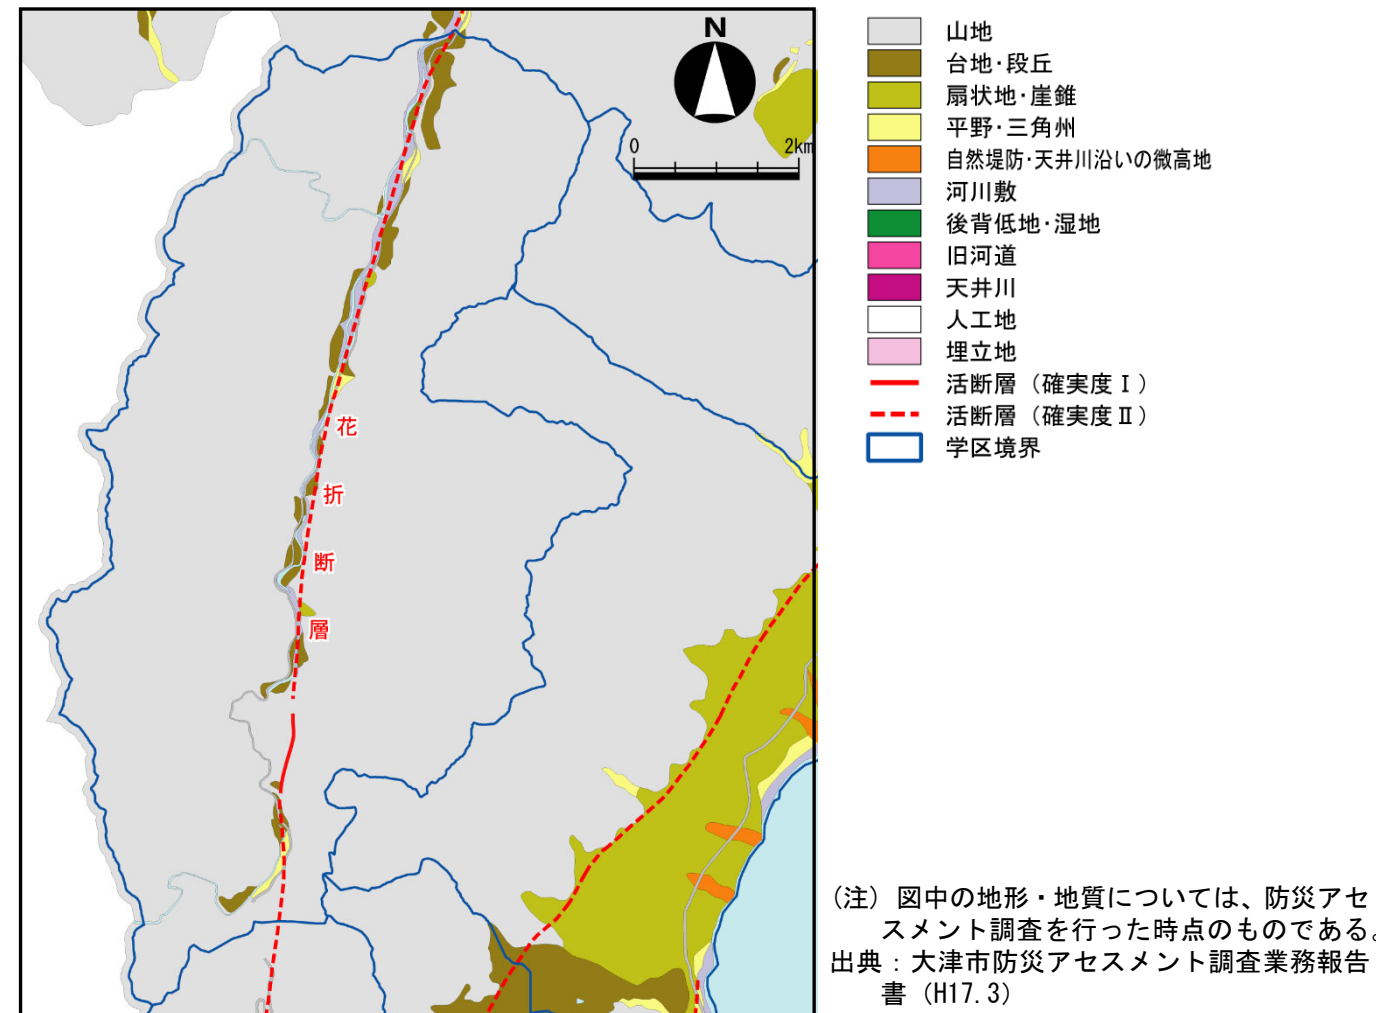 N
0 2km
花
折
断
層
山地
台地・段丘
扇状地・崖錐
平野・三角州
自然堤防・天井川沿いの微高地
河川敷
後背低地・湿地
旧河道
天井川
人工地
埋立地
活断層（確実度Ⅰ）
活断層（確実度Ⅱ）
学区境界
（注）図中の地形・地質については、防災アセ
スメント調査を行った時点のものである。
出典：大津市防災アセスメント調査業務報告
書（H17.3）